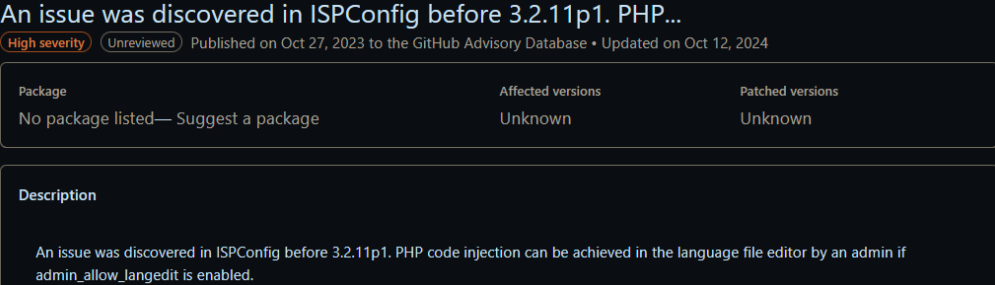 An issue was discovered in ISPConfig before 3.2.11p1. PHP...
High severity Unreviewed Published on Oct 27, 2023 to the GitHub Advisory Database • Updated on Oct 12, 2024
Package Affected versions Patched versions
No package listed— Suggest a package Unknown Unknown
Description
An issue was discovered in ISPConfig before 3.2.11p1. PHP code injection can be achieved in the language file editor by an admin if
admin_allow_langedit is enabled.